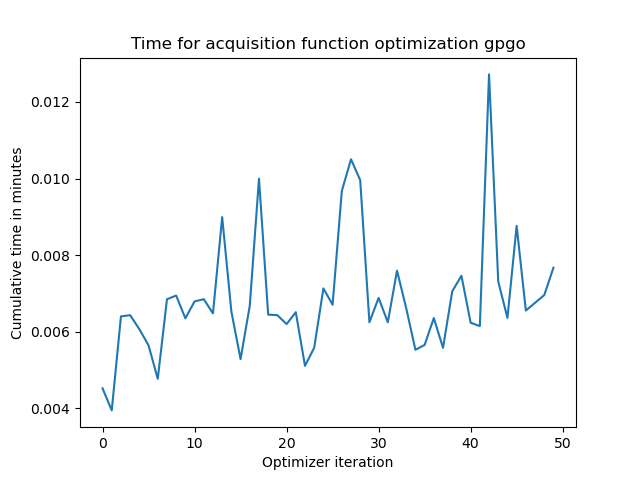 Time for acquisition function optimization gpgo
Cumulative time in minutes
0.012
0.010
0.008
0.006
0.004
0 10 20 30 40 50
Optimizer iteration